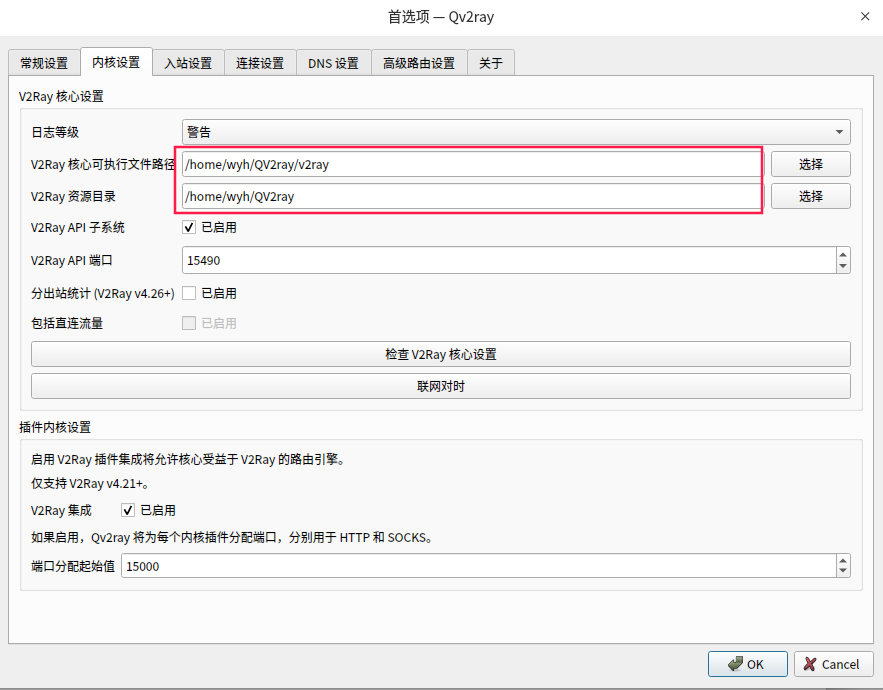 首选项 — Qv2ray
常规设置 内核设置 入站设置 连接设置 DNS 设置 高级路由设置 关于
V2Ray 核心设置
日志等级 警告
V2Ray 核心可执行文件路径 /home/wyh/QV2ray/v2ray 选择
V2Ray 资源目录 /home/wyh/QV2ray 选择
V2Ray API 子系统 已启用
V2Ray API 端口 15490
分出站统计 (V2Ray v4.26+) 已启用
包括直连流量 已启用
检查 V2Ray 核心设置
联网对时
插件内核设置
启用 V2Ray 插件集成将允许核心受益于 V2Ray 的路由引擎。
仅支持 V2Ray v4.21+。
V2Ray 集成 已启用
如果启用，Qv2ray 将为每个内核插件分配端口，分别用于 HTTP 和 SOCKS。
端口分配起始值 15000
OK Cancel